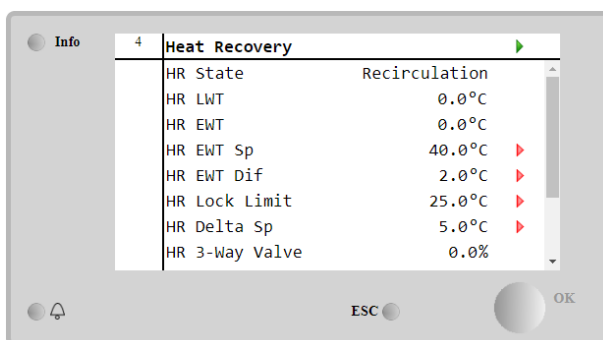 Info
4 Heat Recovery
HR State Recirculation
HR LWT 0.0°C
HR EWT 0.0°C
HR EWT Sp 40.0°C
HR EWT Dif 2.0°C
HR Lock Limit 25.0°C
HR Delta Sp 5.0°C
HR 3-Way Valve 0.0%
ESC
OK